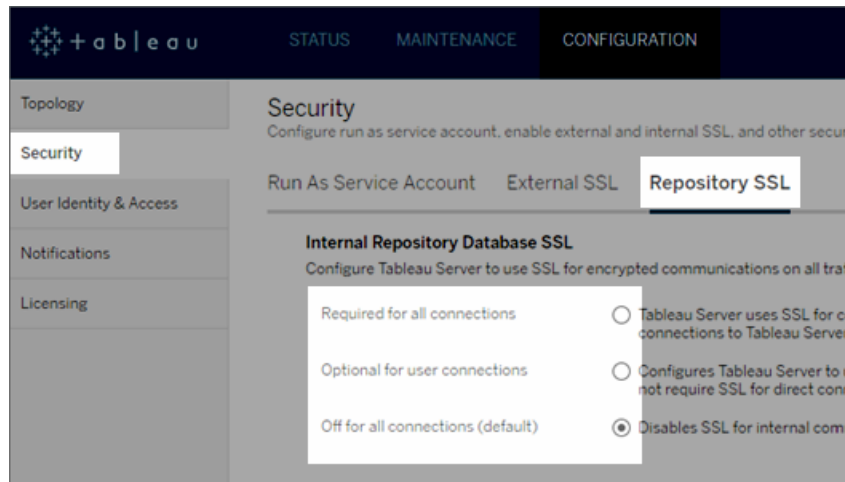 + a b | e a u
STATUS MAINTENANCE CONFIGURATION
Topology
Security
User Identity & Access
Notifications
Licensing
Security
Configure run as service account, enable external and internal SSL, and other secur
Run As Service Account External SSL Repository SSL
Internal Repository Database SSL
Configure Tableau Server to use SSL for encrypted communications on all tra
Required for all connections
Tableau Server uses SSL for c
connections to Tableau Serve
Optional for user connections
Configures Tableau Server to
not require SSL for direct con
Off for all connections (default)
Disables SSL for internal com